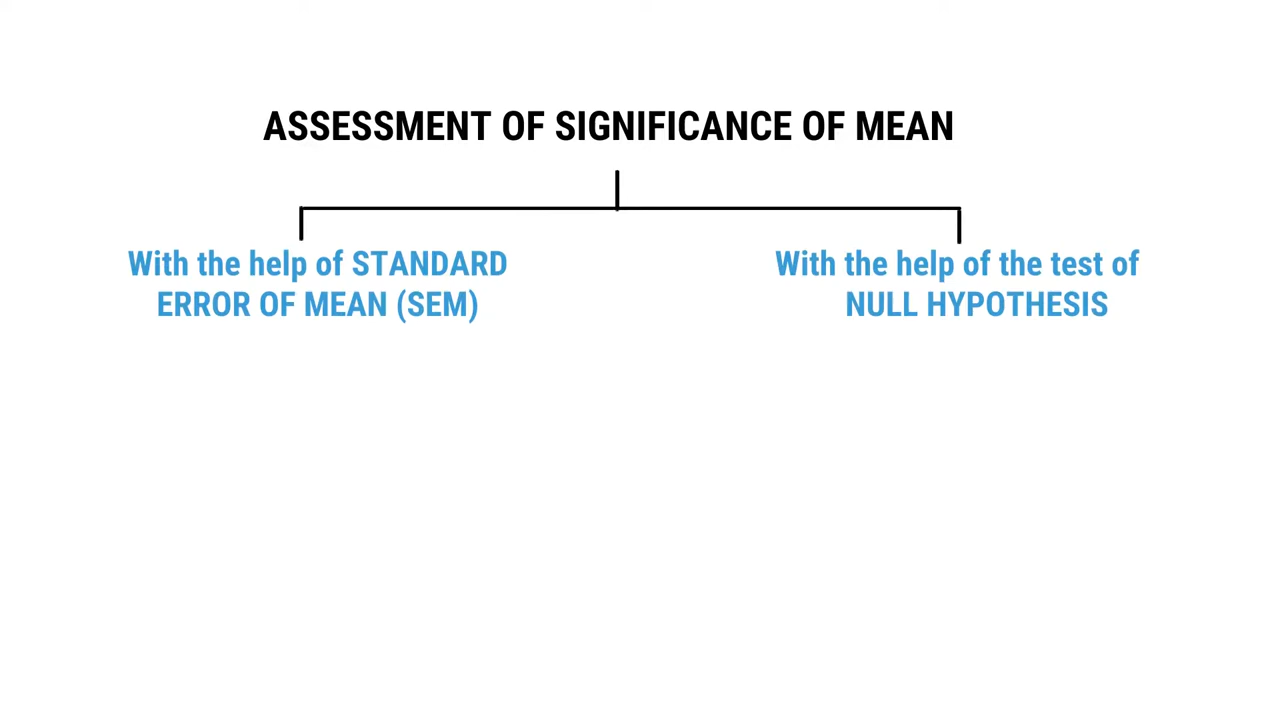 ASSESSMENT OF SIGNIFICANCE OF MEAN
With the help of STANDARD
ERROR OF MEAN (SEM)
With the help of the test of
NULL HYPOTHESIS